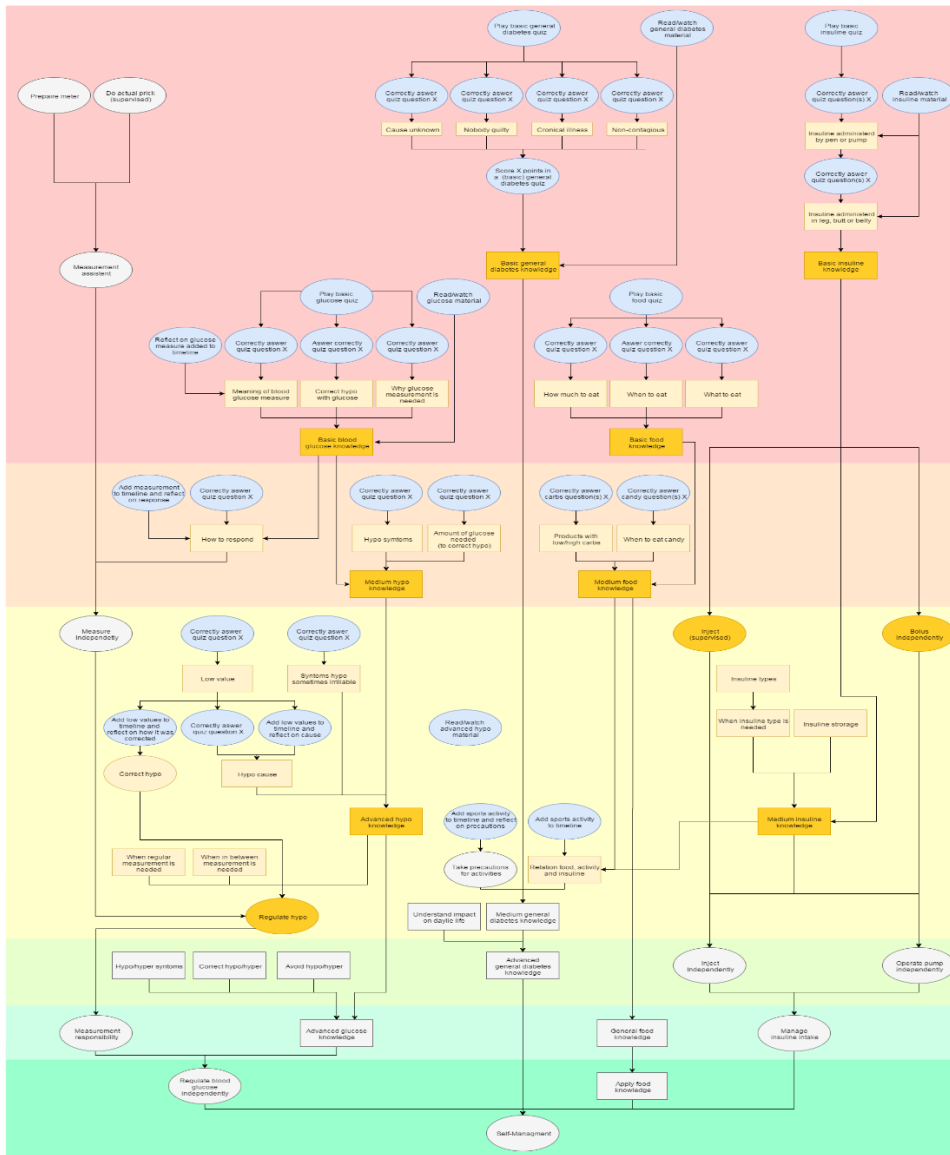 Play basic general
diabetes quiz
Read/watch
general diabetes
material
Play basic
insuline quiz
Prepaire meter
Do actual prick
(supervised)
Correctly aswer
quiz question X
Correctly aswer
quiz question X
Correctly aswer
quiz question X
Correctly aswer
quiz question X
Correctly aswer
quiz question(s) X
Read/watch
insuline material
Cause unknown
Nobody guilty
Cronical illness
Non-contagious
Insuline administerd
by pen or pump
Score X points in
a (basic) general
diabetes quiz
Correctly aswer
quiz question(s) X
Insuline administerd
in leg, butt or belly
Measurement
assistent
Basic general
diabetes knowledge
Basic insuline
knowledge
Play basic
glucose quiz
Read/watch
glucose material
Play basic
food quiz
Reflect on glucose
measure added to
timeline
Correctly aswer
quiz question X
Aswer correctly
quiz question X
Correctly aswer
quiz question X
Correctly aswer
quiz question X
Aswer correctly
quiz question X
Correctly aswer
quiz question X
Meaning of blood
glucose measure
Correct hypo
with glucose
Why glucose
measurement is
needed
How much to eat
When to eat
What to eat
Basic blood
glucose knowledge
Basic food
knowledge
Add measurement
to timeline and reflect
on response
Correctly aswer
quiz question X
Correctly aswer
quiz question X
Correctly aswer
quiz question X
Correctly aswer
carbs question(s) X
Correctly aswer
candy question(s) X
How to respond
Hypo symtoms
Amount of glucose
needed
(to correct hypo)
Products with
low/high carbs
When to eat candy
Medium hypo
knowledge
Medium food
knowledge
Measure
Independetly
Correctly aswer
quiz question X
Correctly aswer
quiz question X
Inject
(supervised)
Bolus
independently
Low value
Symtoms hypo
sometimes irritable
Insuline types
Add low values to
timeline and
reflect on how it was
corrected
Correctly aswer
quiz question X
Add low values to
timeline and
reflect on cause
Read/watch
advanced hypo
material
When insuline type is
needed
Insuline storage
Correct hypo
Hypo cause
Advanced hypo
knowledge
Add sports activity
to timeline and reflect
on precautions
Add sports activity
to timeline
Medium insuline
knowledge
When regular
measurement is
needed
When in between
measurement is
needed
Take precautions
for activities
Relation food, activity
and insuline
Regulate hypo
Understand impact
on daylie life
Medium general
diabetes knowledge
Hypo/hyper symtoms
Correct hypo/hyper
Avoid hypo/hyper
Advanced
general diabetes
knowledge
Inject
Independently
Operate pump
independently
Measurement
responsibility
Advanced glucose
knowledge
General food
knowledge
Manage
insuline intake
Regulate blood
glucose
independently
Apply food
knowledge
Self-Managment